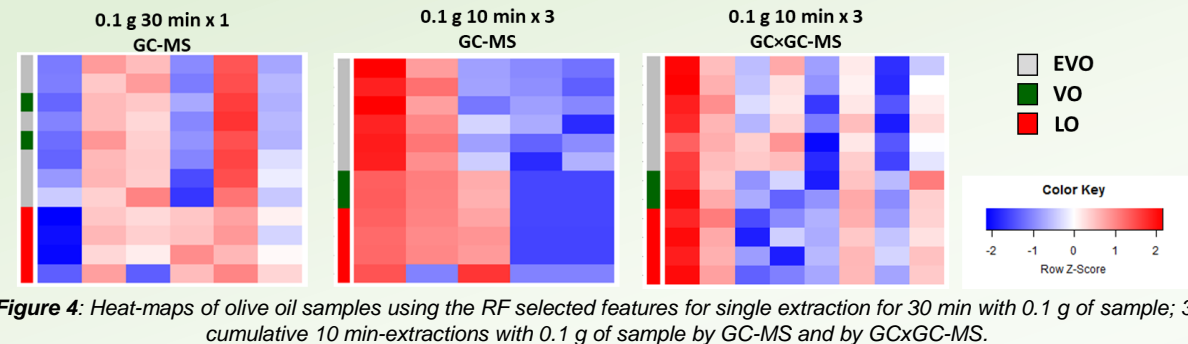 0.1 g 30 min x 1
GC-MS
0.1 g 10 min x 3
GC-MS
0.1 g 10 min x 3
GC×GC-MS
EVO
VO
LO
Color Key
-2 -1 0 1 2
Row Z-Score
Figure 4: Heat-maps of olive oil samples using the RF selected features for single extraction for 30 min with 0.1 g of sample; 3
cumulative 10 min-extractions with 0.1 g of sample by GC-MS and by GCxGC-MS.